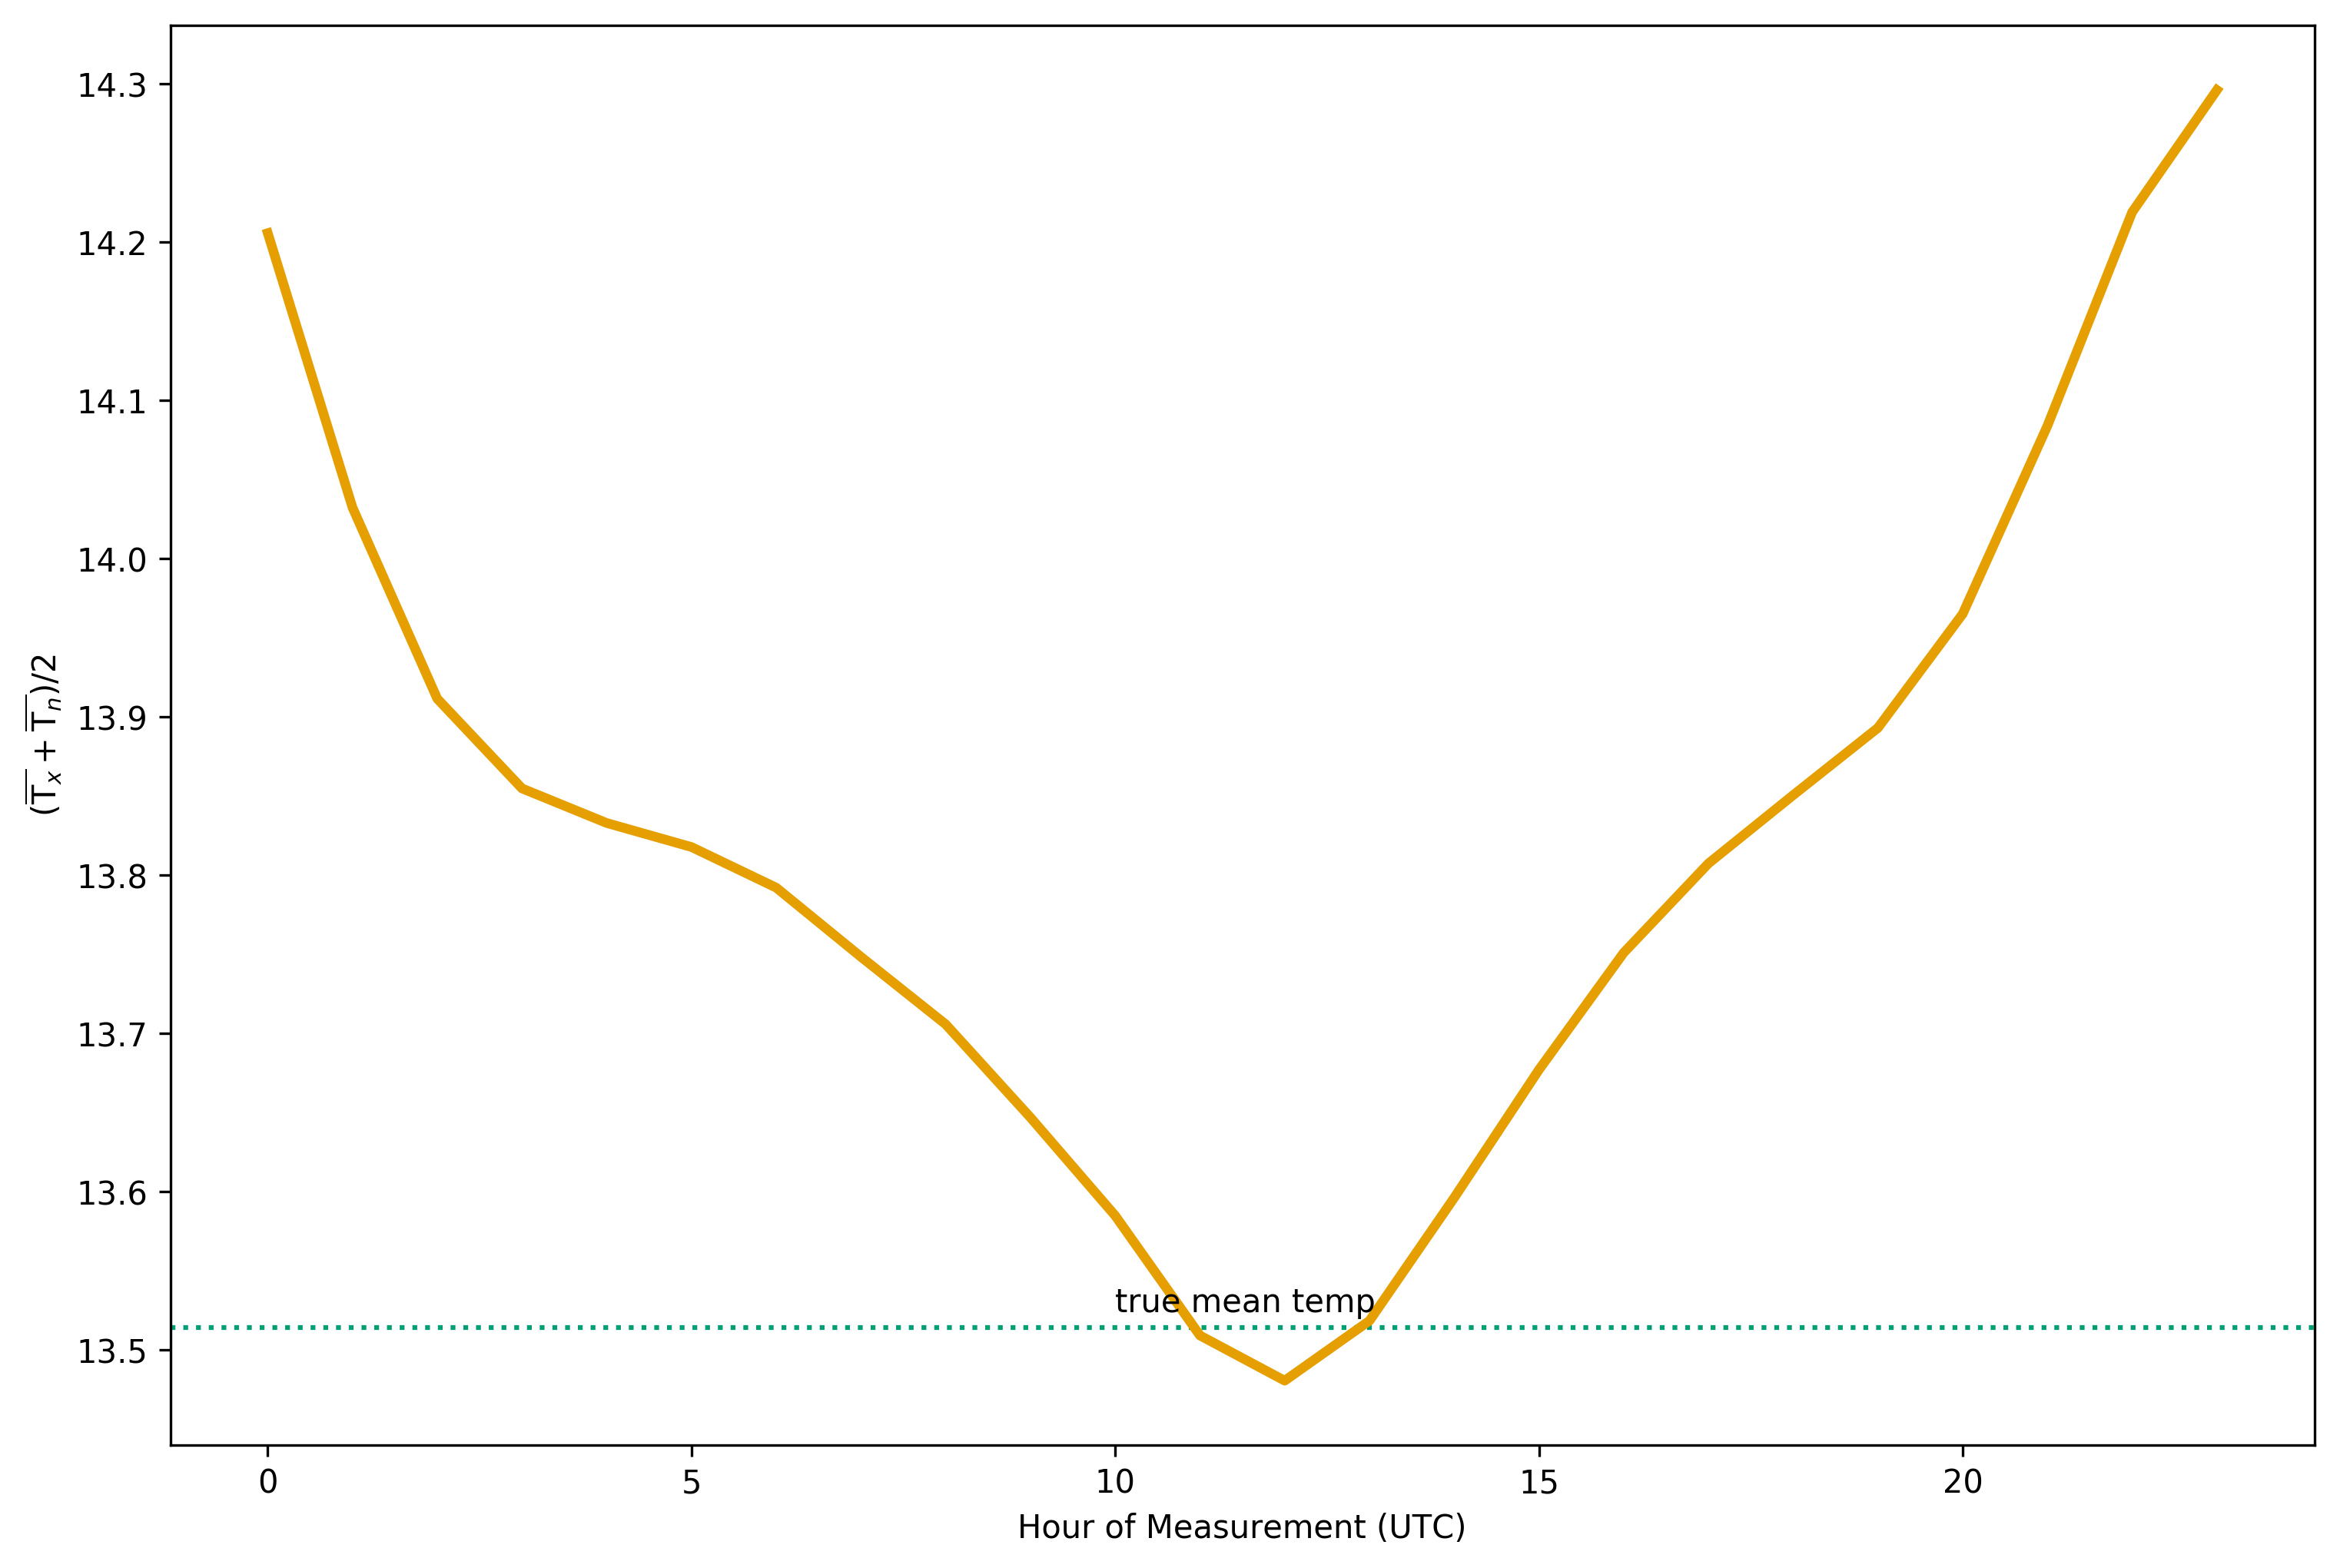 14.3
14.2
14.1
14.0
13.9
13.8
13.7
13.6
13.5
(T̅ₓ + T̅ₙ)/2
true mean temp
0 5 10 15 20
Hour of Measurement (UTC)